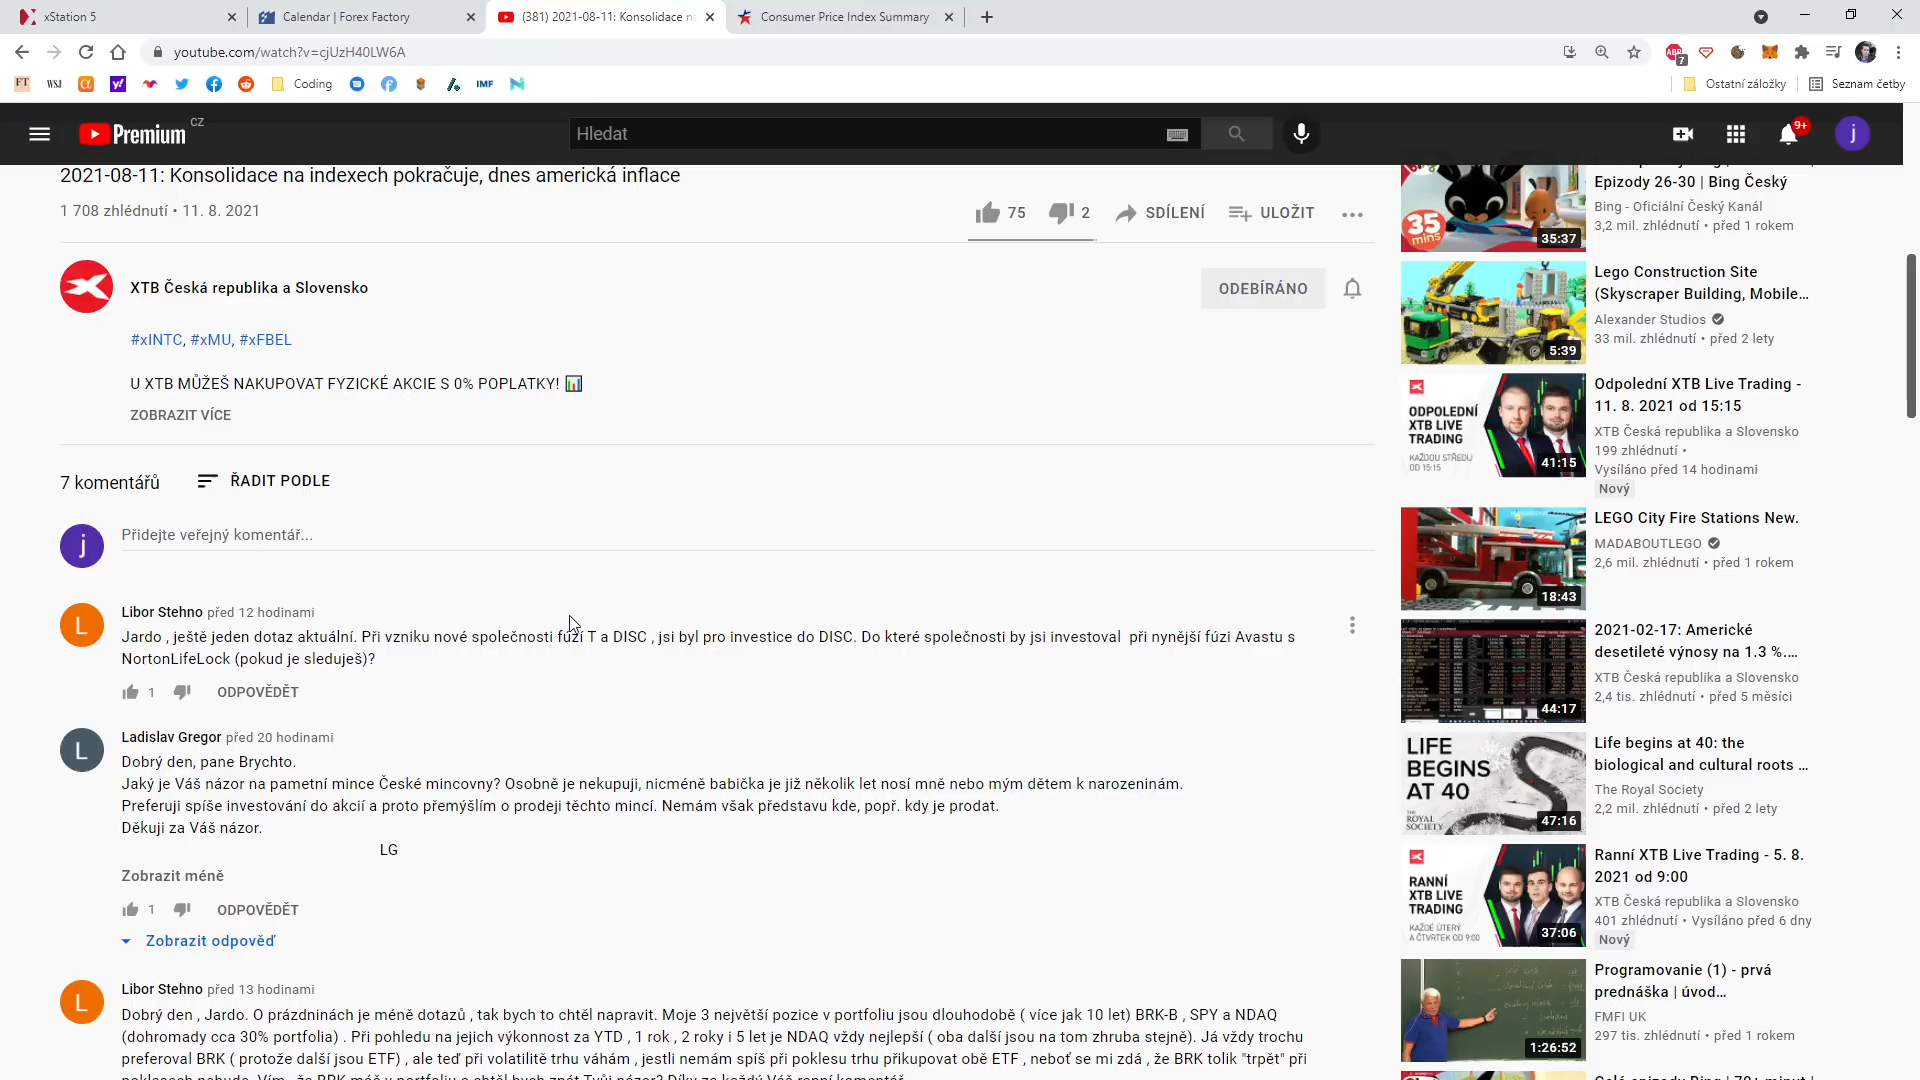 xStation 5
Calendar | Forex Factory
(381) 2021-08-11: Konsolidace na
Consumer Price Index Summary
youtube.com/watch?v=cjUzH40LW6A
ABP
7
FT
WSJ
Coding
IMF
Ostatní záložky
Seznam četby
Premium
CZ
Hledat
9+
j
2021-08-11: Konsolidace na indexech pokračuje, dnes americká inflace
1 708 zhlédnutí • 11. 8. 2021
75
2
SDÍLENÍ
ULOŽIT
XTB Česká republika a Slovensko
ODEBÍRÁNO
#xINTC, #xMU, #xFBEL
U XTB MŮŽEŠ NAKUPOVAT FYZICKÉ AKCIE S 0% POPLATKY!
ZOBRAZIT VÍCE
7 komentářů
ŘADIT PODLE
j
Přidejte veřejný komentář...
L
Libor Stehno před 12 hodinami
Jardo , ještě jeden dotaz aktuální. Při vzniku nové společnosti fúzí T a DISC , jsi byl pro investice do DISC. Do které společnosti by jsi investoval při nynější fúzi Avastu s
NortonLifeLock (pokud je sleduješ)?
1
ODPOVĚDĚT
L
Ladislav Gregor před 20 hodinami
Dobrý den, pane Brychto.
Jaký je Váš názor na pametní mince České mincovny? Osobně je nekupuji, nicméně babička je již několik let nosí mně nebo mým dětem k narozeninám.
Preferuji spíše investování do akcií a proto přemýšlím o prodeji těchto mincí. Nemám však představu kde, popř. kdy je prodat.
Děkuji za Váš názor.
LG
Zobrazit méně
1
ODPOVĚDĚT
Zobrazit odpověď
L
Libor Stehno před 13 hodinami
Dobrý den , Jardo. O prázdninách je méně dotazů , tak bych to chtěl napravit. Moje 3 největší pozice v portfoliu jsou dlouhodobě ( více jak 10 let) BRK-B , SPY a NDAQ
(dohromady cca 30% portfolia) . Při pohledu na jejich výkonnost za YTD , 1 rok , 2 roky i 5 let je NDAQ vždy nejlepší ( oba další jsou na tom zhruba stejně). Já vždy trochu
preferoval BRK ( protože další jsou ETF) , ale teď při volatilitě trhu váhám , jestli nemám spíš při poklesu trhu přikupovat obě ETF , neboť se mi zdá , že BRK tolik "trpět" při
Epizody 26-30 | Bing Český
Bing - Oficiální Český Kanál
3,2 mil. zhlédnutí • před 1 rokem
35 mins
35:37
Lego Construction Site
(Skyscraper Building, Mobile...
Alexander Studios
33 mil. zhlédnutí • před 2 lety
5:39
ODPOLEDNÍ
XTB LIVE
TRADING
KAŽDOU STŘEDU
OD 15:15
41:15
Odpolední XTB Live Trading -
11. 8. 2021 od 15:15
XTB Česká republika a Slovensko
199 zhlédnutí •
Vysíláno před 14 hodinami
Nový
18:43
LEGO City Fire Stations New.
MADABOUTLEGO
2,6 mil. zhlédnutí • před 1 rokem
44:17
2021-02-17: Americké
desetileté výnosy na 1.3 %....
XTB Česká republika a Slovensko
2,4 tis. zhlédnutí • před 5 měsíci
LIFE
BEGINS
AT 40
THE
ROYAL
SOCIETY
47:16
Life begins at 40: the
biological and cultural roots ...
The Royal Society
2,2 mil. zhlédnutí • před 2 lety
RANNÍ
XTB LIVE
TRADING
KAŽDÉ ÚTERÝ
A ČTVRTEK OD 9:00
37:06
Ranní XTB Live Trading - 5. 8.
2021 od 9:00
XTB Česká republika a Slovensko
401 zhlédnutí • Vysíláno před 6 dny
Nový
1:26:52
Programovanie (1) - prvá
prednáška | úvod...
FMFI UK
297 tis. zhlédnutí • před 1 rokem